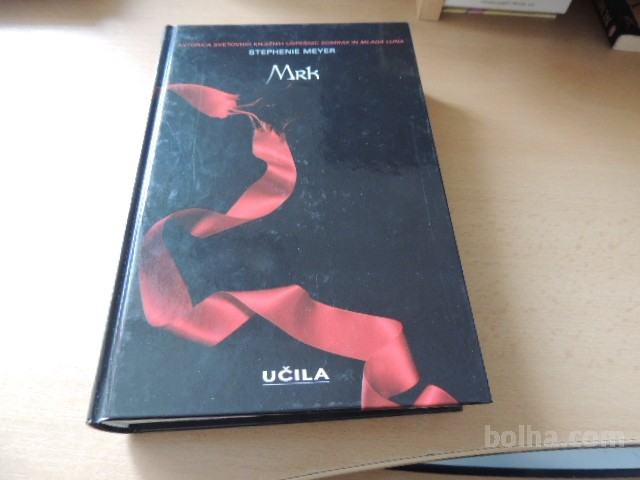 AVTORICA SVETOVNIH KNJIŽNIH USPEŠNIC SOMRAK IN MLADA LUNA
STEPHENIE MEYER
Mrk
UČILA
bolha.com